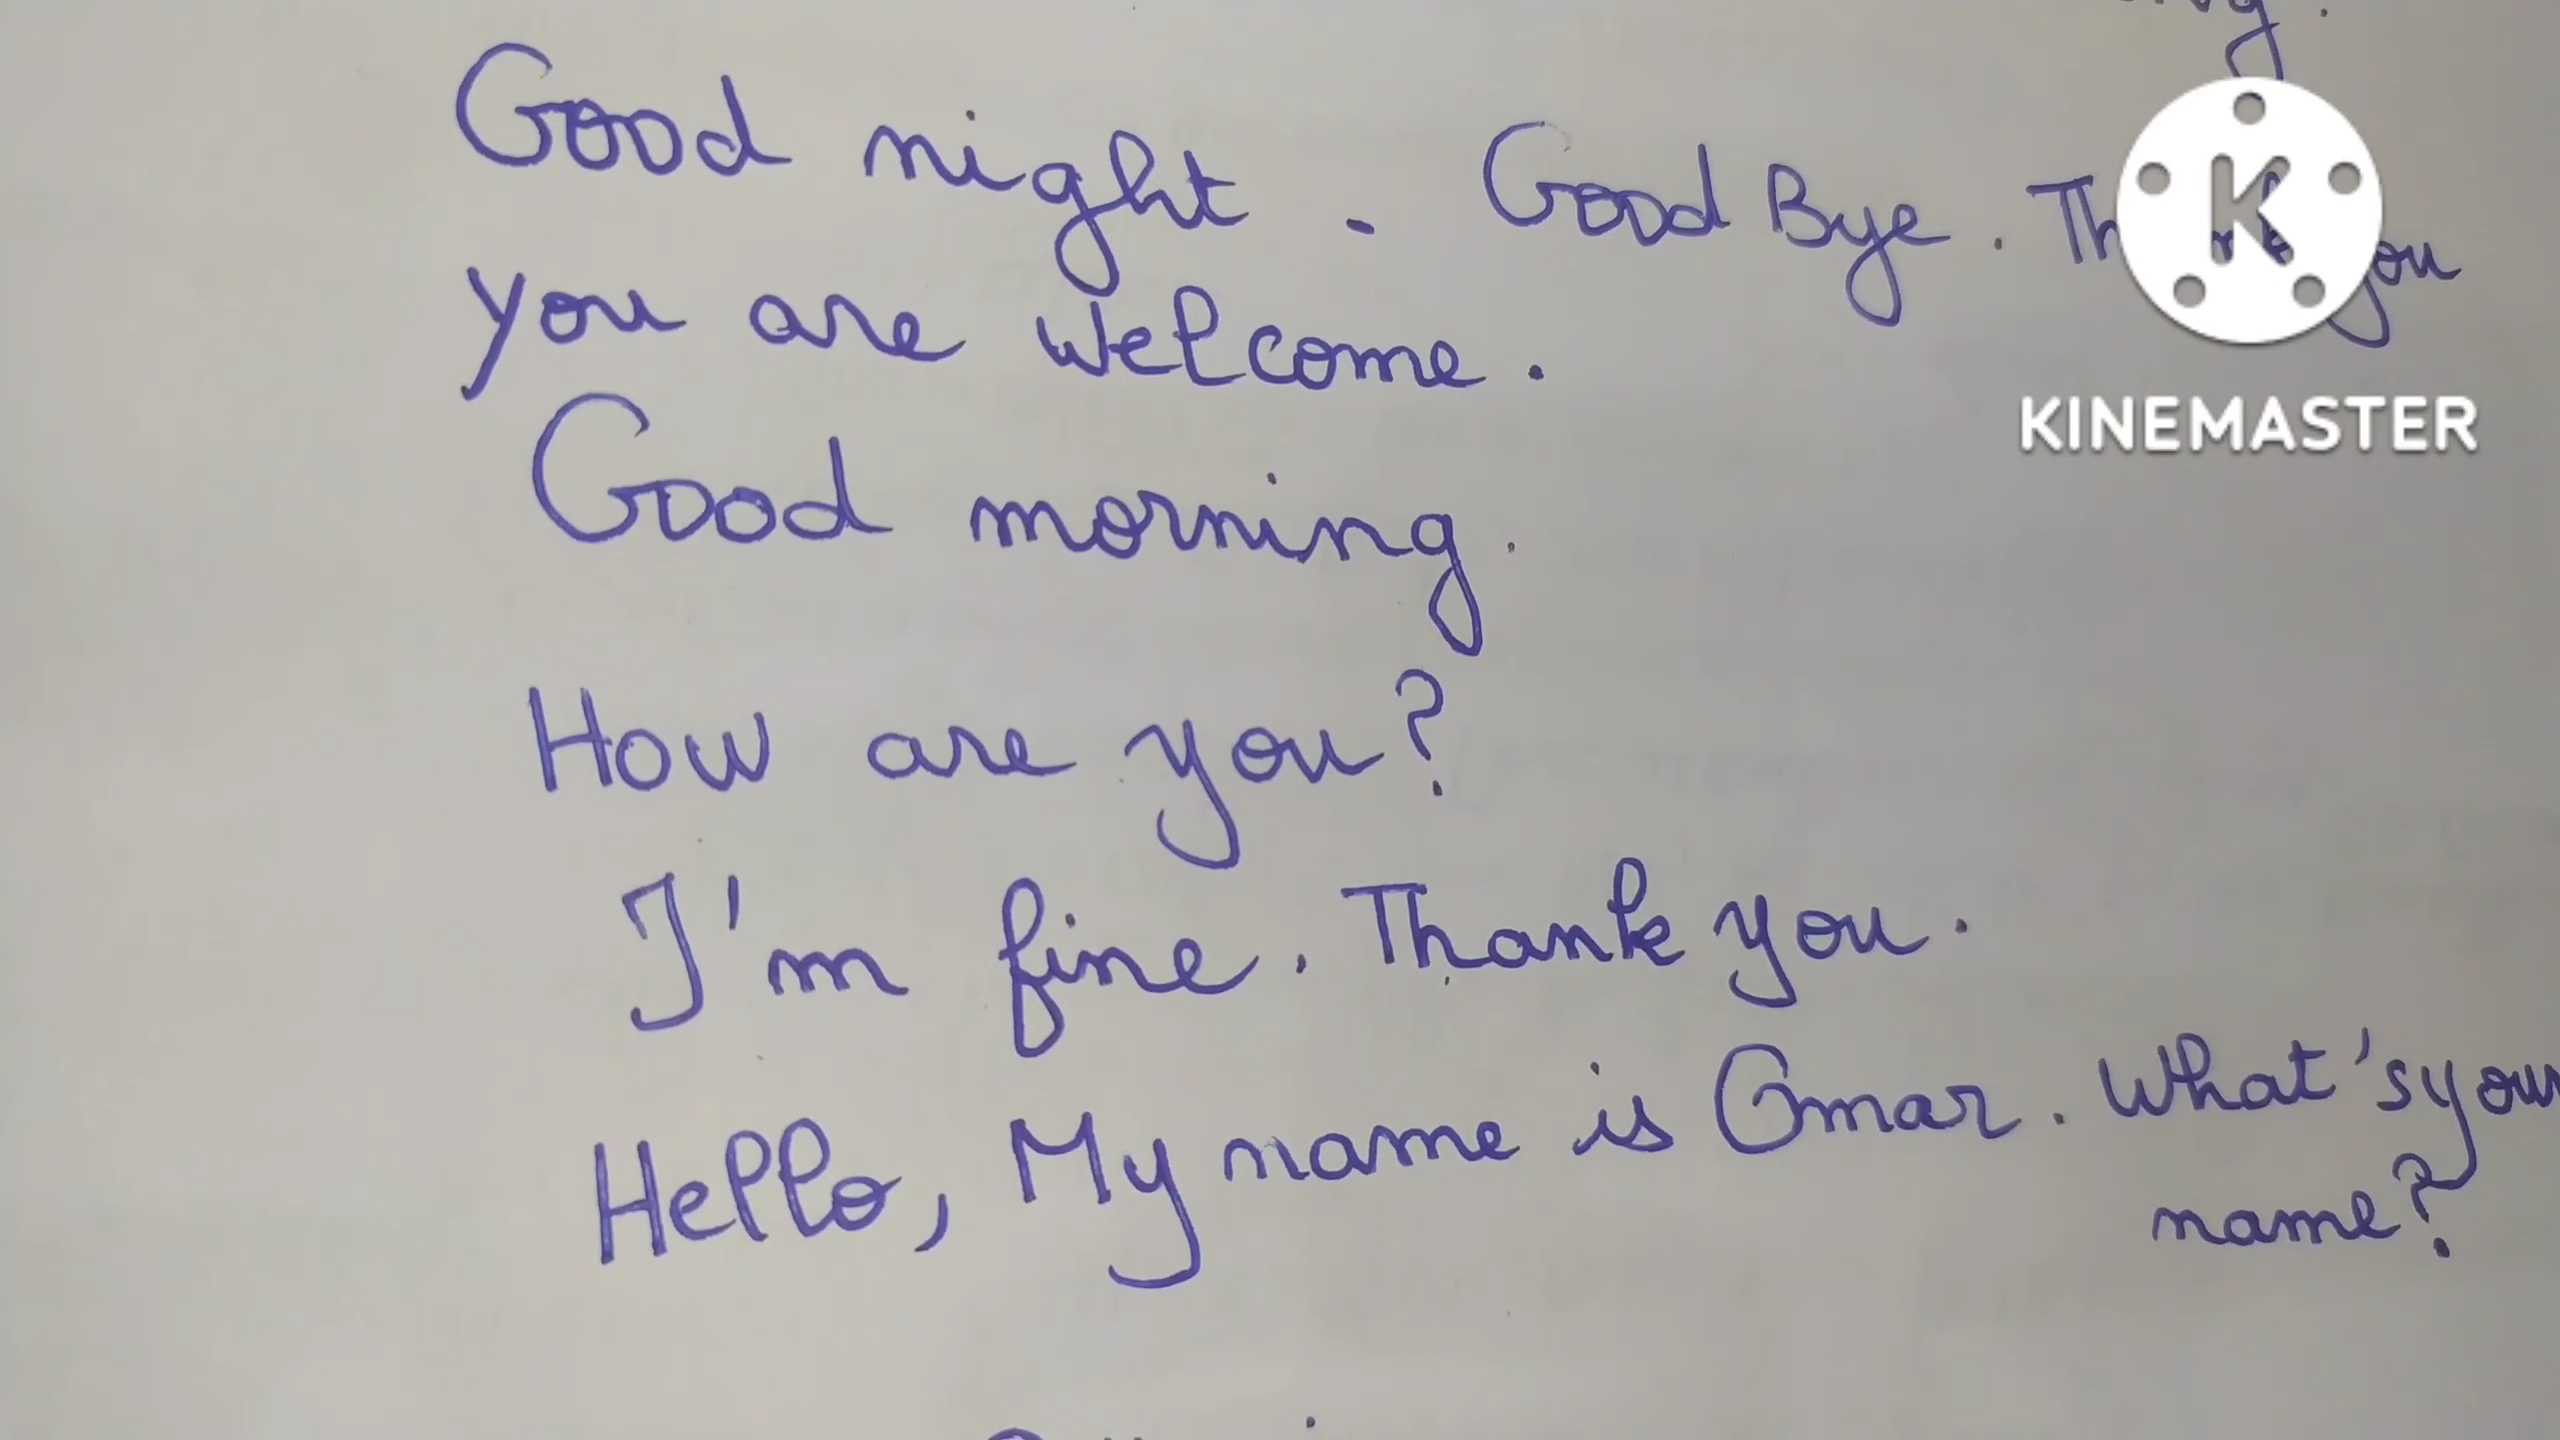 Good night. Good Bye. Thank you
you are welcome.
Good morning.
How are you?
I'm fine. Thank you.
Hello, My name is Omar. What's your
name?
KINEMASTER